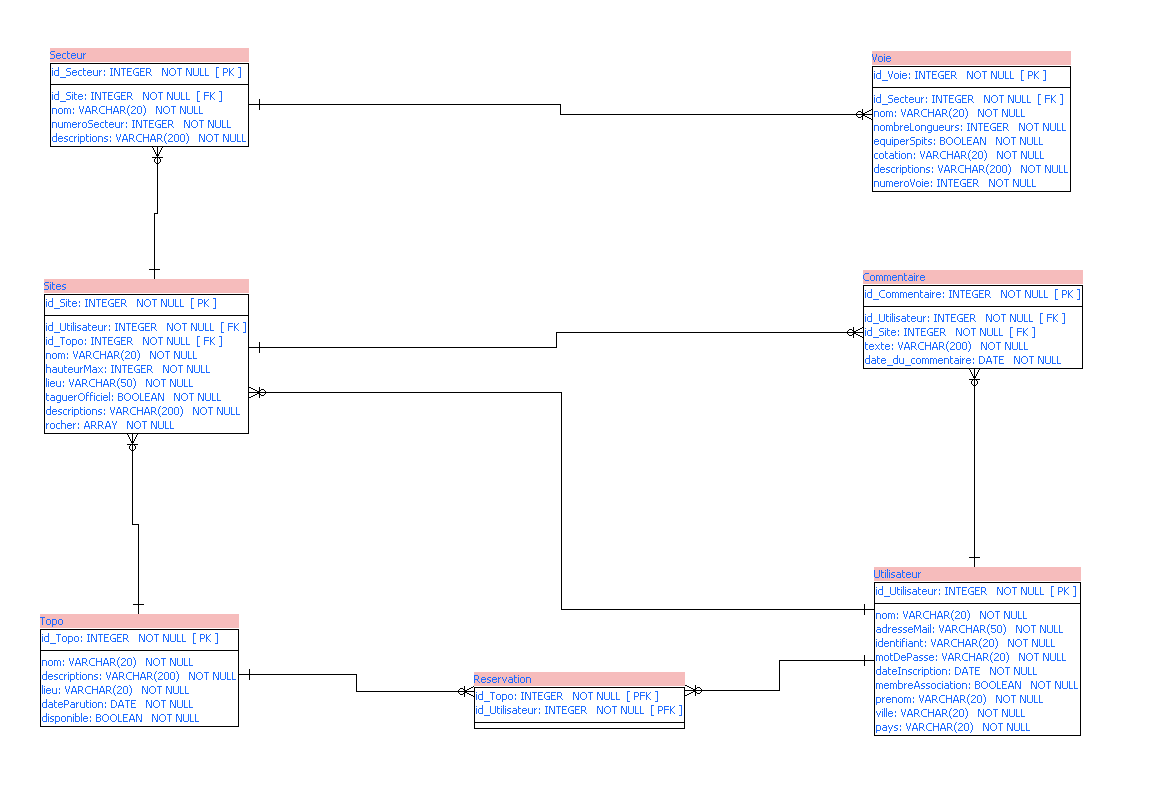 Secteur
id_Secteur: INTEGER NOT NULL [ PK ]
id_Site: INTEGER NOT NULL [ FK ]
nom: VARCHAR(20) NOT NULL
numeroSecteur: INTEGER NOT NULL
descriptions: VARCHAR(200) NOT NULL
Voie
id_Voie: INTEGER NOT NULL [ PK ]
id_Secteur: INTEGER NOT NULL [ FK ]
nom: VARCHAR(20) NOT NULL
nombreLongueurs: INTEGER NOT NULL
equiperSpits: BOOLEAN NOT NULL
cotation: VARCHAR(20) NOT NULL
descriptions: VARCHAR(200) NOT NULL
numeroVoie: INTEGER NOT NULL
Sites
id_Site: INTEGER NOT NULL [ PK ]
id_Utilisateur: INTEGER NOT NULL [ FK ]
id_Topo: INTEGER NOT NULL [ FK ]
nom: VARCHAR(20) NOT NULL
hauteurMax: INTEGER NOT NULL
lieu: VARCHAR(50) NOT NULL
taguerOfficiel: BOOLEAN NOT NULL
descriptions: VARCHAR(200) NOT NULL
rocher: ARRAY NOT NULL
Commentaire
id_Commentaire: INTEGER NOT NULL [ PK ]
id_Utilisateur: INTEGER NOT NULL [ FK ]
id_Site: INTEGER NOT NULL [ FK ]
texte: VARCHAR(200) NOT NULL
date_du_commentaire: DATE NOT NULL
Topo
id_Topo: INTEGER NOT NULL [ PK ]
nom: VARCHAR(20) NOT NULL
descriptions: VARCHAR(200) NOT NULL
lieu: VARCHAR(20) NOT NULL
dateParution: DATE NOT NULL
disponible: BOOLEAN NOT NULL
Reservation
id_Topo: INTEGER NOT NULL [ PFK ]
id_Utilisateur: INTEGER NOT NULL [ PFK ]
Utilisateur
id_Utilisateur: INTEGER NOT NULL [ PK ]
nom: VARCHAR(20) NOT NULL
adresseMail: VARCHAR(50) NOT NULL
identifiant: VARCHAR(20) NOT NULL
motDePasse: VARCHAR(20) NOT NULL
dateInscription: DATE NOT NULL
membreAssociation: BOOLEAN NOT NULL
prenom: VARCHAR(20) NOT NULL
ville: VARCHAR(20) NOT NULL
pays: VARCHAR(20) NOT NULL